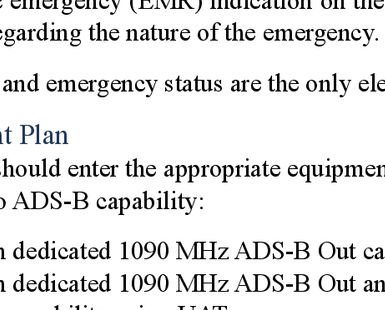 emergency (EMR) indication on the
egarding the nature of the emergency.
and emergency status are the only ele
nt Plan
should enter the appropriate equipmen
o ADS-B capability:
n dedicated 1090 MHz ADS-B Out ca
n dedicated 1090 MHz ADS-B Out an